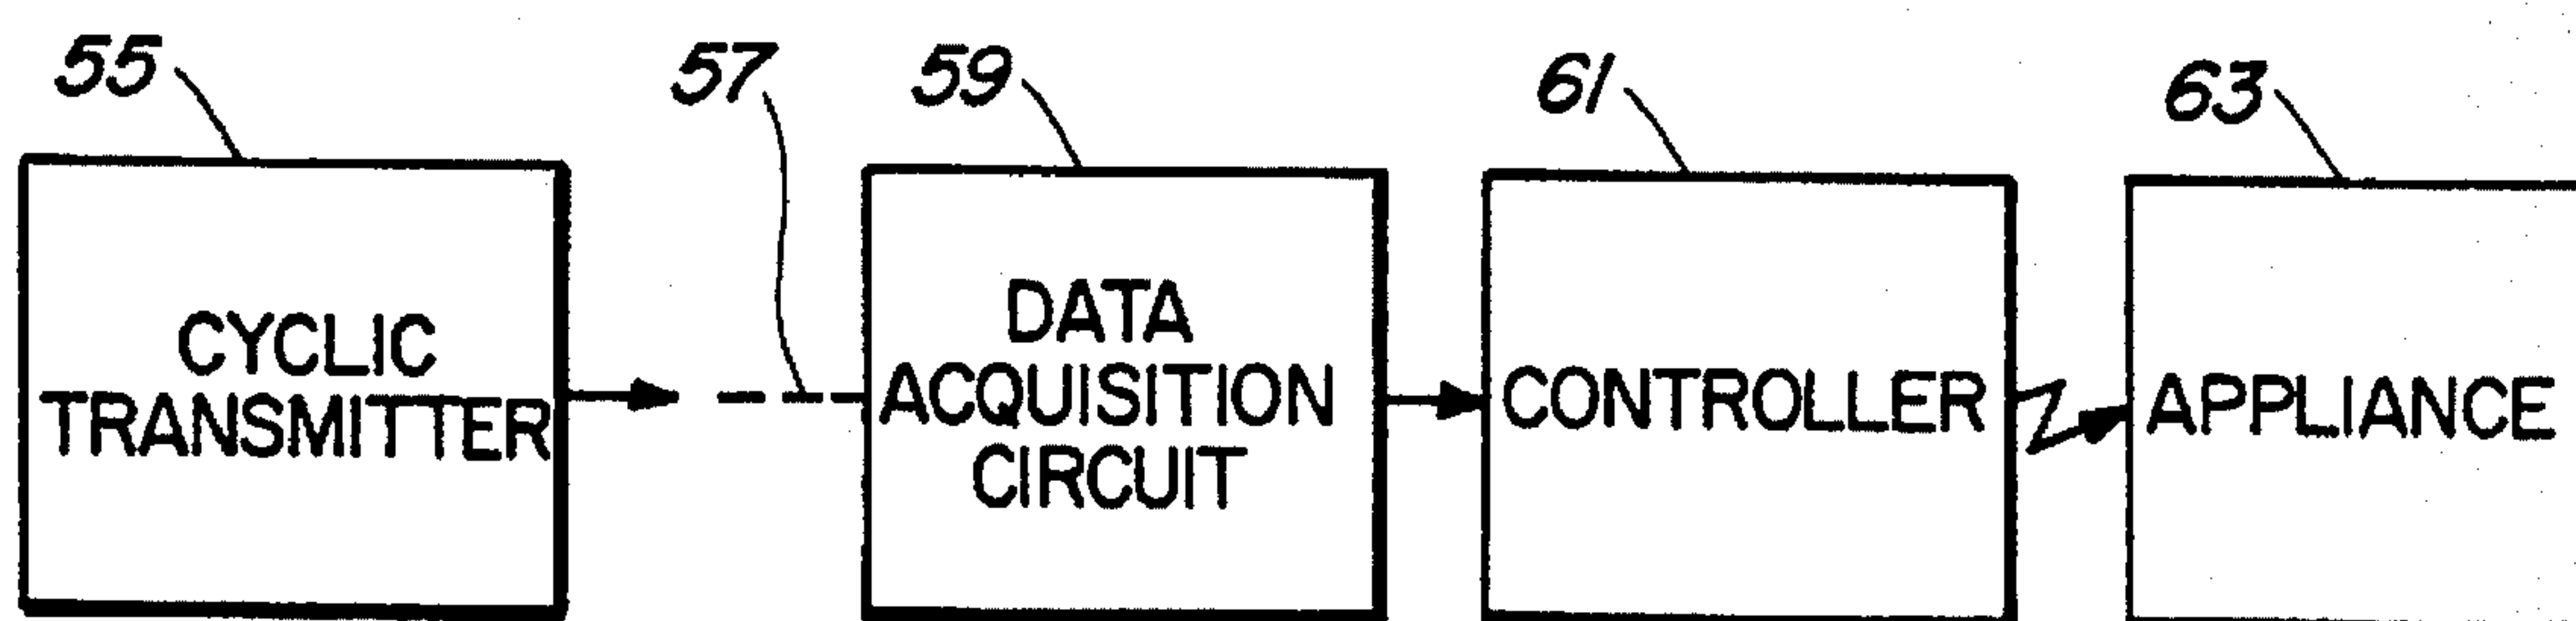 55
57
59
61
63
CYCLIC
TRANSMITTER
DATA
ACQUISITION
CIRCUIT
CONTROLLER
APPLIANCE